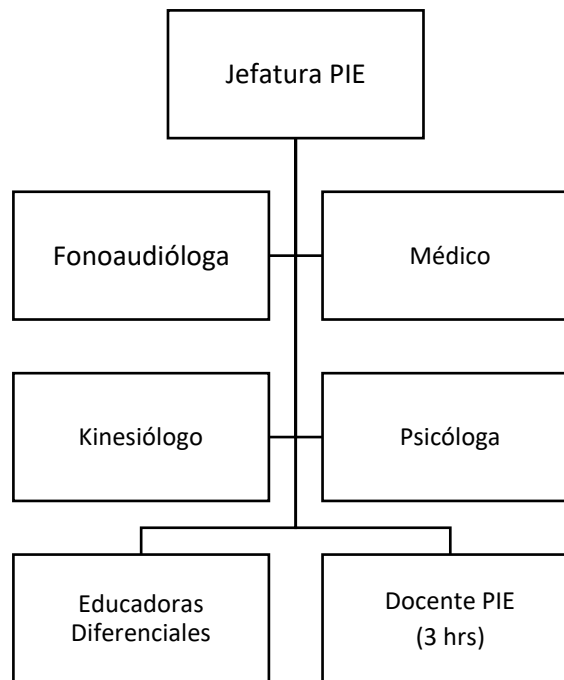 Jefatura PIE
Fonoaudióloga
Médico
Kinesiólogo
Psicóloga
Educadoras
Diferenciales
Docente PIE
(3 hrs)